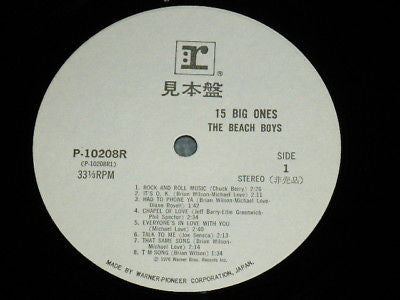 r
®
見本盤
15 BIG ONES
THE BEACH BOYS
P-10208R
(P-10208R1)
33⅓RPM
SIDE
1
STEREO (非売品)
1. ROCK AND ROLL MUSIC (Chuck Berry) 2:26
2. IT'S O. K. (Brian Wilson-Michael Love) 2:11
3. HAD TO PHONE YA (Brian Wilson-Michael Love-
Diane Rovell) 1:42
4. CHAPEL OF LOVE (Jeff Barry-Ellie Greenwich-
Phil Spector) 2:34
5. EVERYONE'S IN LOVE WITH YOU
(Michael Love) 2:40
6. TALK TO ME (Joe Seneca) 2:13
7. THAT SAME SONG (Brian Wilson-
Michael Love) 2:15
8. T M SONG (Brian Wilson) 1:34
℗ 1976 Warner Bros. Records Inc.
MADE BY WARNER-PIONEER CORPORATION, JAPAN.